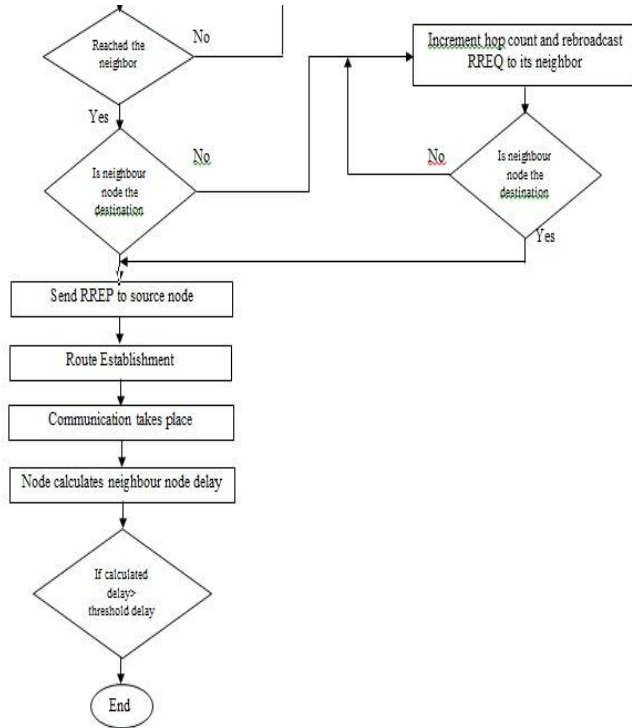 Reached the
neighbor
No
Yes
Is neighbour
node the
destination
No
Increment hop count and rebroadcast
RREQ to its neighbor
No
Is neighbour
node the
destination
Yes
Send RREP to source node
Route Establishment
Communication takes place
Node calculates neighbour node delay
If calculated
delay>
threshold delay
End